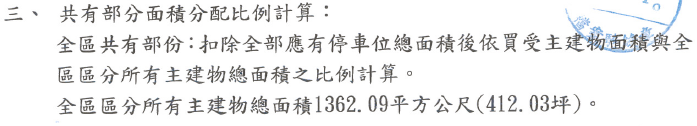 三、 共有部分面積分配比例計算：
全區共有部份：扣除全部應有停車位總面積後依買受主建物面積與全
區區分所有主建物總面積之比例計算。
全區區分所有主建物總面積1362.09平方公尺(412.03坪)。